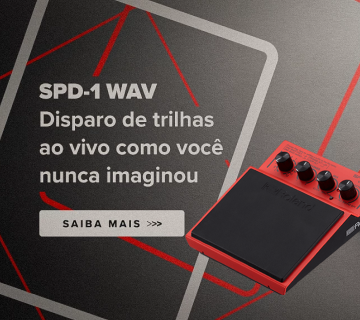 SPD-1 WAV
Disparo de trilhas
ao vivo como você
nunca imaginou
SAIBA MAIS >>>